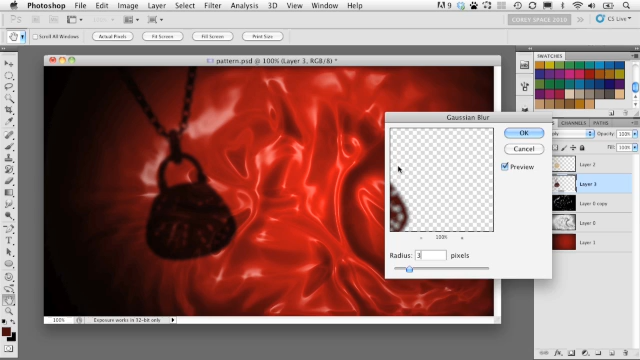 Photoshop File Edit Image Layer Select Filter Analysis 3D View Window Help
9
CS Live
Scroll All Windows Actual Pixels Fit Screen Fill Screen Print Size
pattern.psd @ 100% (Layer 3, RGB/8) *
SWATCHES
Gaussian Blur
OK
Cancel
Preview
100%
Radius: 3 pixels
CHANNELS PATHS
Opacity: 100%
Fill: 100%
Layer 2
Layer 3
Layer 0 copy
Layer 0
Layer 1
100% Exposure works in 32-bit only